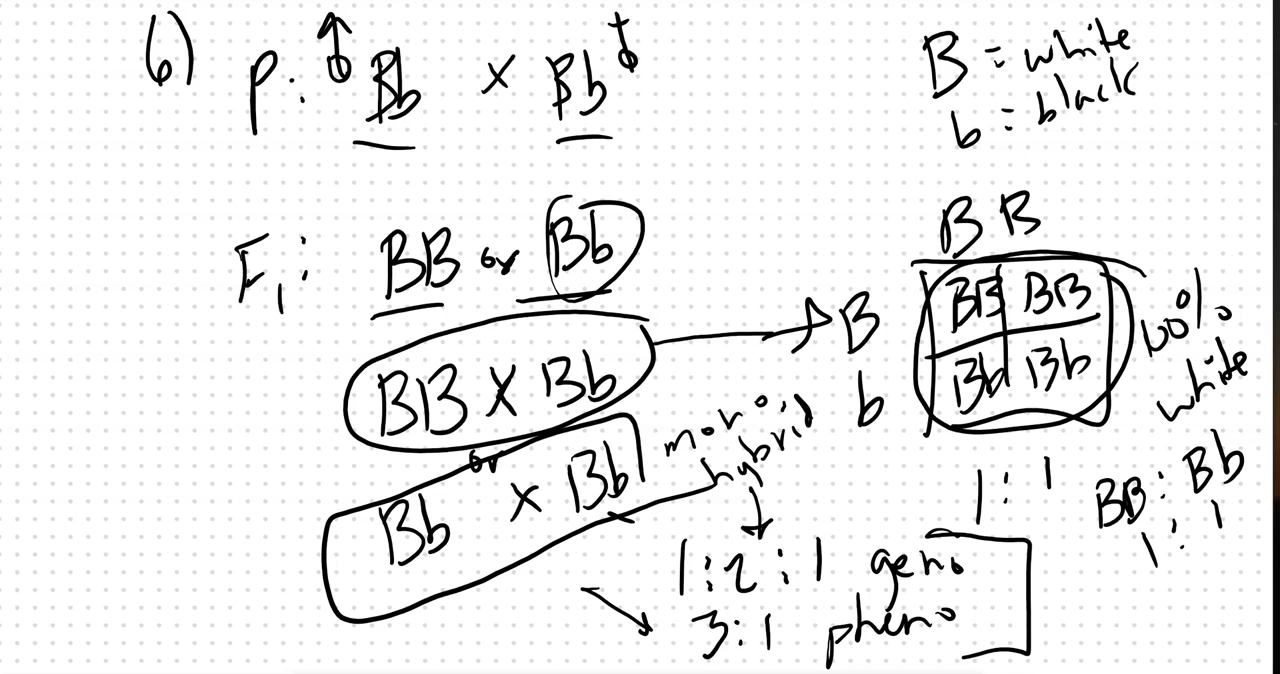 6) P: Bb x Bb
B = white
b = black
F1: BB or Bb
BB x Bb
or
Bb x Bb
mono
hybrid
1:2:1 geno
3:1 pheno
B B
B BB BB
b Bb Bb
100%
white
1:1
BB:Bb
1:1